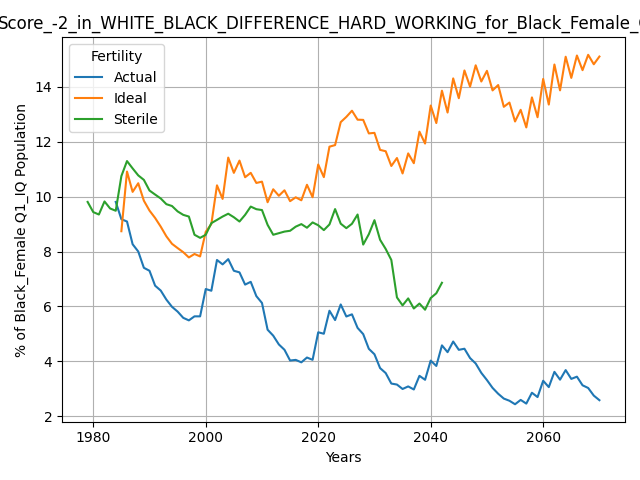 Score_-2_in_WHITE_BLACK_DIFFERENCE_HARD_WORKING_for_Black_Female_
Fertility
Actual
Ideal
Sterile
% of Black_Female Q1_IQ Population
14
12
10
8
6
4
2
1980 2000 2020 2040 2060
Years